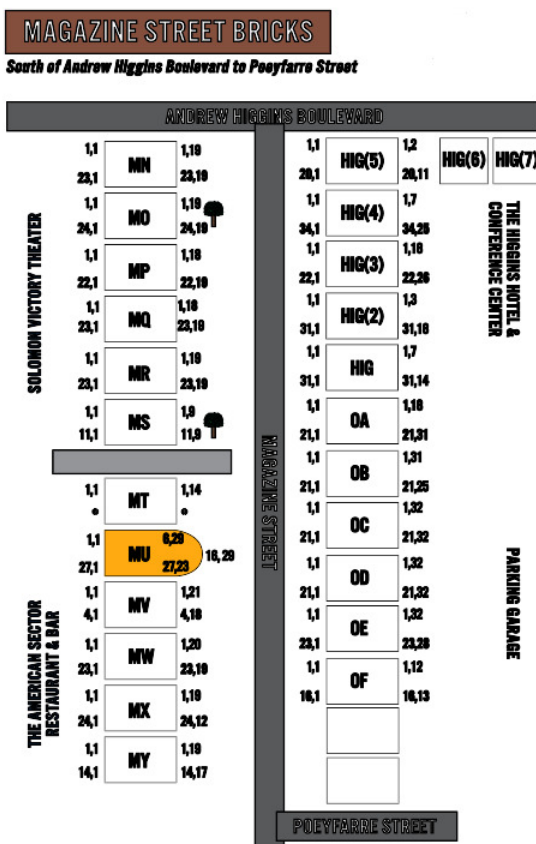 MAGAZINE STREET BRICKS
South of Andrew Higgins Boulevard to Poeyfarre Street
ANDREW HIGGINS BOULEVARD
SOLOMON VICTORY THEATER
1,1 MN 1,19
23,1 23,19
1,1 MO 1,19
24,1 24,19
1,1 MP 1,18
22,1 22,19
1,1 MQ 1,18
23,1 23,18
1,1 MR 1,19
23,1 23,19
1,1 MS 1,9
11,1 11,9
THE AMERICAN SECTOR
RESTAURANT & BAR
1,1 MT 1,14
1,1 MU 6,29
16,29
27,1 27,23
1,1 MV 1,21
4,1 4,18
1,1 MW 1,20
23,1 23,19
1,1 MX 1,19
24,1 24,12
1,1 MY 1,19
14,1 14,17
MAGAZINE STREET
1,1 HIG(5) 1,2
20,1 20,11
HIG(6) HIG(7)
1,1 HIG(4) 1,7
34,1 34,25
1,1 HIG(3) 1,18
22,1 22,26
1,1 HIG(2) 1,3
31,1 31,18
1,1 HIG 1,7
31,1 31,14
1,1 OA 1,18
21,1 21,31
1,1 OB 1,31
21,1 21,25
1,1 OC 1,32
21,1 21,32
1,1 OD 1,32
21,1 21,32
1,1 OE 1,32
23,1 23,28
1,1 OF 1,12
16,1 16,13
THE HIGGINS HOTEL &
CONFERENCE CENTER
PARKING GARAGE
POEYFARRE STREET